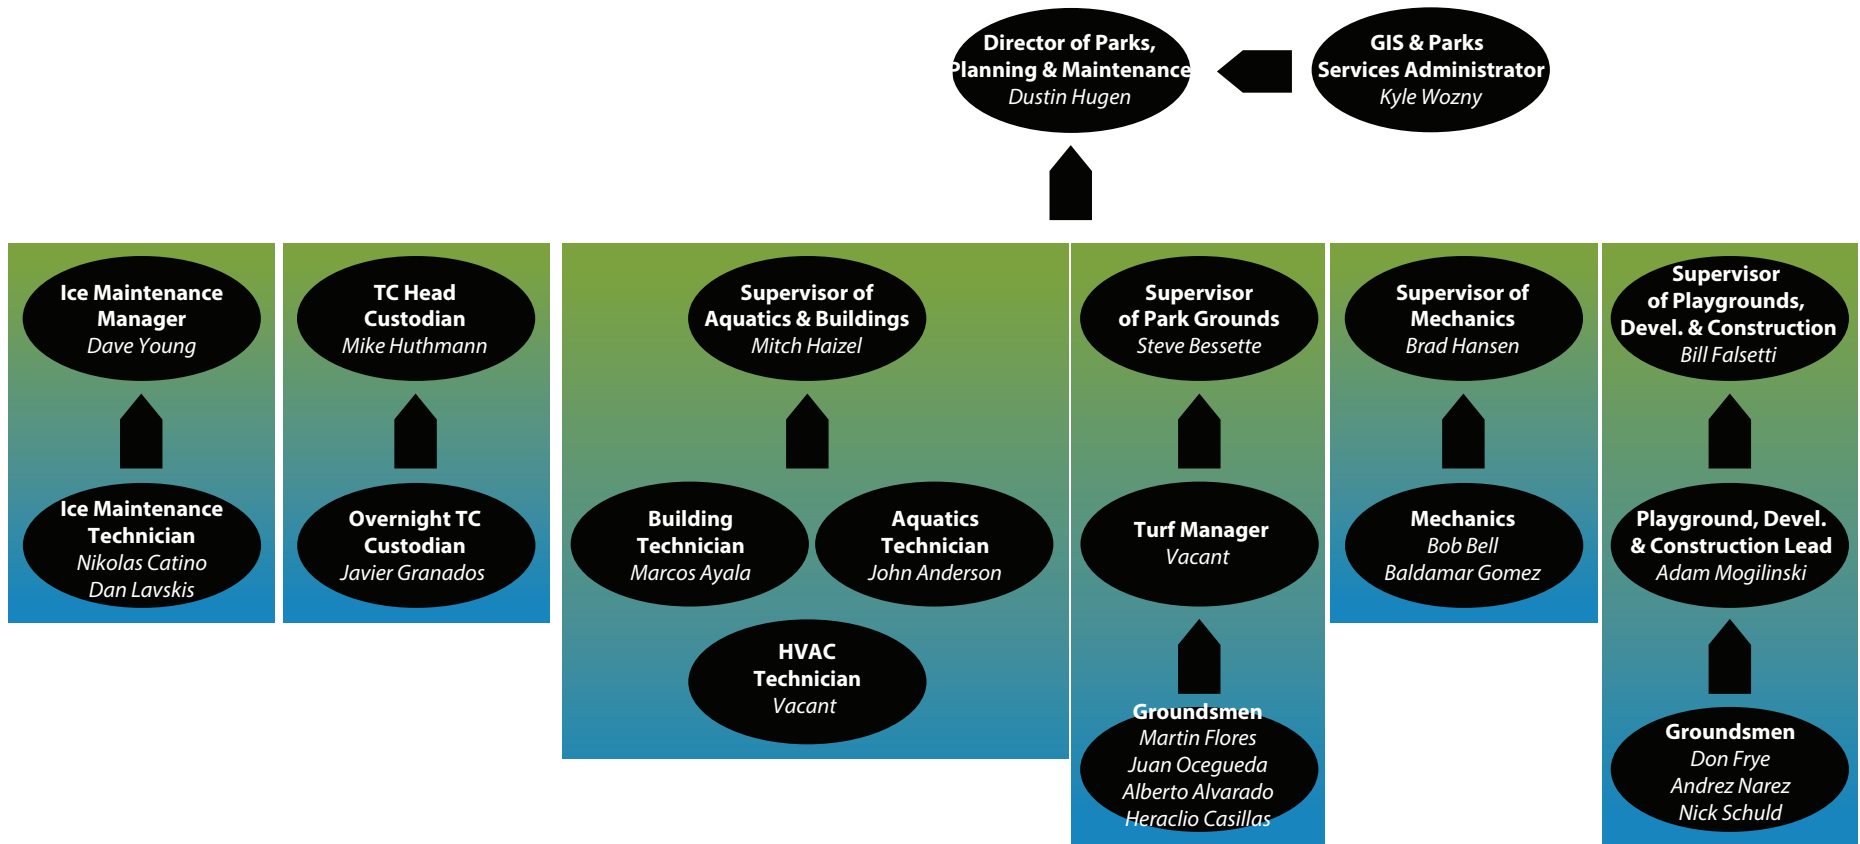 Director of Parks,
Planning & Maintenance
Dustin Hugen
GIS & Parks
Services Administrator
Kyle Wozny
Ice Maintenance
Manager
Dave Young
Ice Maintenance
Technician
Nikolas Catino
Dan Lavskis
TC Head
Custodian
Mike Huthmann
Overnight TC
Custodian
Javier Granados
Supervisor of
Aquatics & Buildings
Mitch Haizel
Building
Technician
Marcos Ayala
Aquatics
Technician
John Anderson
HVAC
Technician
Vacant
Supervisor
of Park Grounds
Steve Bessette
Turf Manager
Vacant
Groundsmen
Martin Flores
Juan Ocegueda
Alberto Alvarado
Heraclio Casillas
Supervisor of
Mechanics
Brad Hansen
Mechanics
Bob Bell
Baldamar Gomez
Supervisor
of Playgrounds,
Devel. & Construction
Bill Falsetti
Playground, Devel.
& Construction Lead
Adam Mogilinski
Groundsmen
Don Frye
Andrez Narez
Nick Schuld